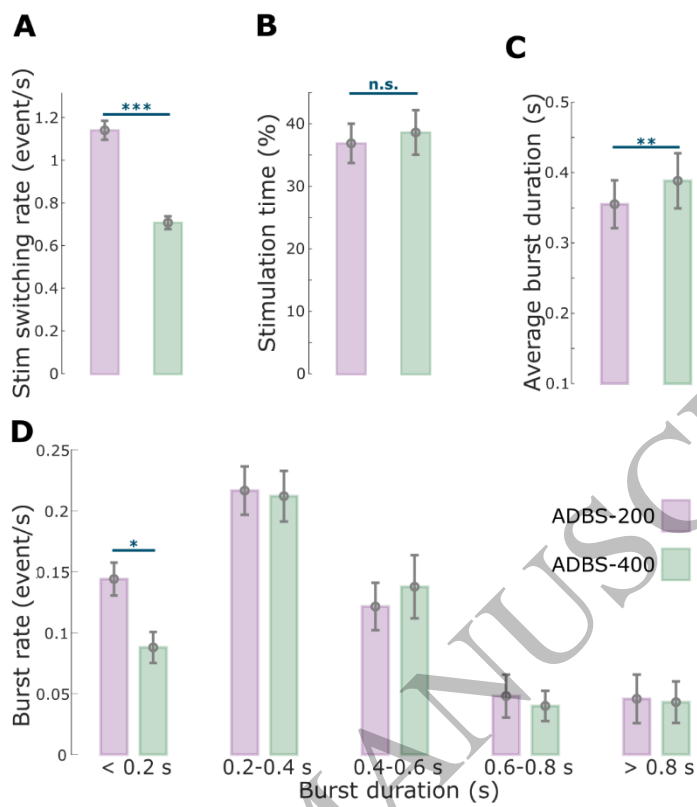 A
Stim switching rate (event/s)
1.2
1
0.8
0.6
0.4
0.2
0
***
B
Stimulation time (%)
40
30
20
10
0
n.s.
C
Average burst duration (s)
0.5
0.4
0.3
0.2
0.1
**
D
Burst rate (event/s)
0.25
0.2
0.15
0.1
0.05
0
*
ADBS-200
ADBS-400
< 0.2 s
0.2-0.4 s
0.4-0.6 s
0.6-0.8 s
> 0.8 s
Burst duration (s)
MANUSC